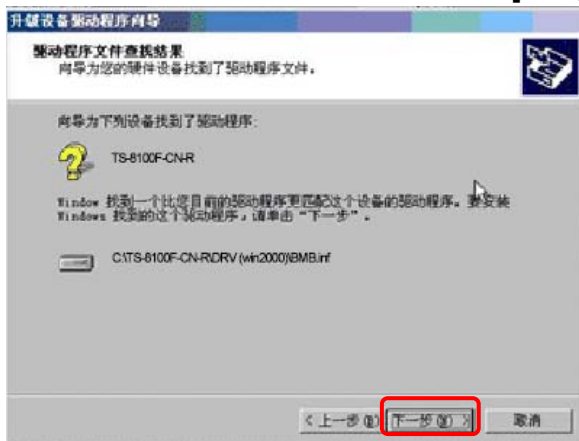 升级设备驱动程序向导
驱动程序文件查找结果
向导为您的硬件设备找到了驱动程序文件。
向导为下列设备找到了驱动程序:
TS-8100F-CN-R
Window 找到一个比您目前的驱动程序更匹配这个设备的驱动程序。要安装
Windows 找到的这个驱动程序,请单击“下一步”。
C:\TS-8100F-CN-R\DRV (win2000)\BMB.inf
< 上一步(B)
下一步(N) >
取消